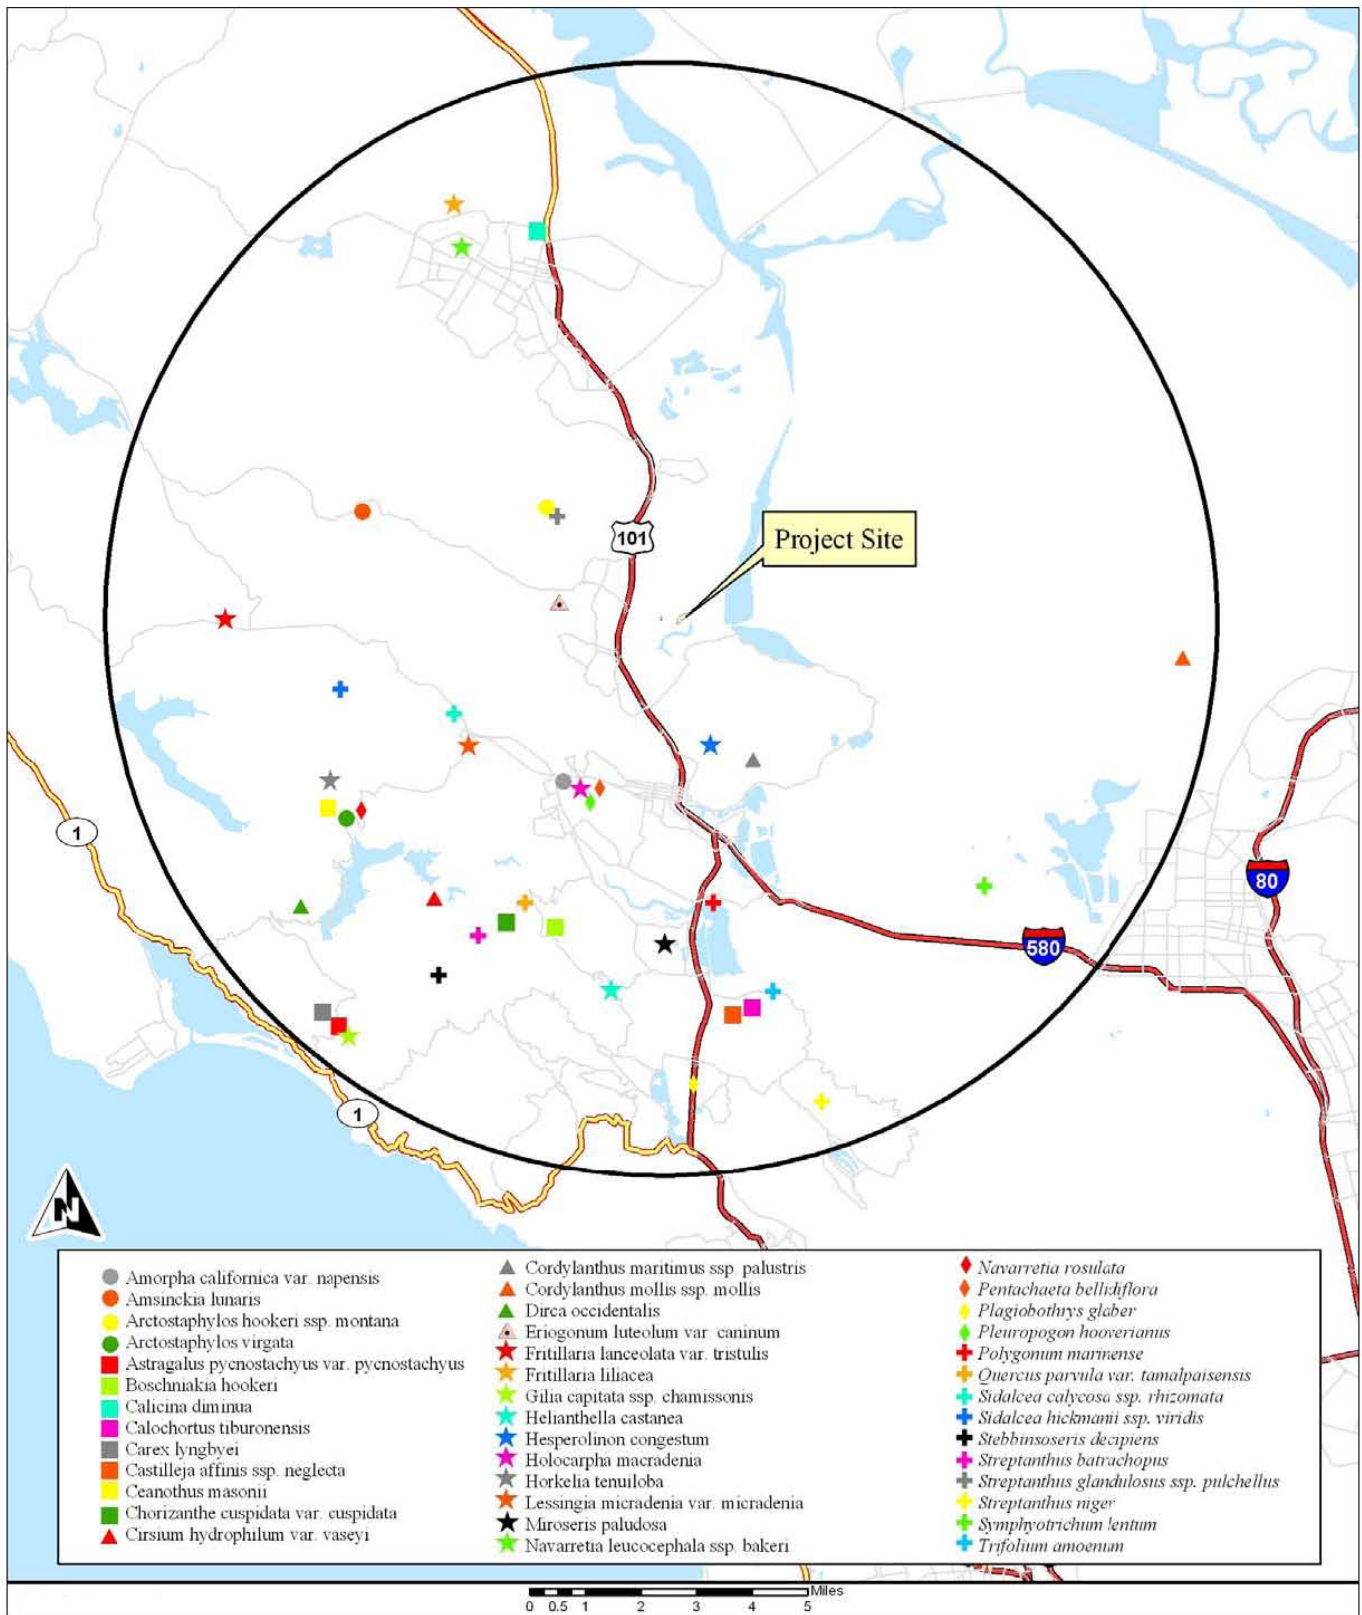 101
Project Site
1
80
580
1
N
Amorpha californica var. napensis
Amsinckia lunaris
Arctostaphylos hookeri ssp. montana
Arctostaphylos virgata
Astragalus pycnostachyus var. pycnostachyus
Boschniakia hookeri
Calicina diminua
Calochortus tiburonensis
Carex lyngbyei
Castilleja affinis ssp. neglecta
Ceanothus masonii
Chorizanthe cuspidata var. cuspidata
Cirsium hydrophilum var. vaseyi
Cordylanthus maritimus ssp. palustris
Cordylanthus mollis ssp. mollis
Dirca occidentalis
Eriogonum luteolum var. caninum
Fritillaria lanceolata var. tristulis
Fritillaria liliacea
Gilia capitata ssp. chamissonis
Helianthella castanea
Hesperolinon congestum
Holocarpha macradenia
Horkelia tenuiloba
Lessingia micradenia var. micradenia
Miroseris paludosa
Navarretia leucocephala ssp. bakeri
Navarretia rosulata
Pentachaeta bellidiflora
Plagiobothrys glaber
Pleuropogon hooverianus
Polygonum marinense
Quercus parvula var. tamalpaisensis
Sidalcea calycosa ssp. rhizomata
Sidalcea hickmanii ssp. viridis
Stebbinsoseris decipiens
Streptanthus batrachopus
Streptanthus glandulosus ssp. pulchellus
Streptanthus niger
Symphyotrichum lentum
Trifolium amoenum
Miles
0 0.5 1 2 3 4 5